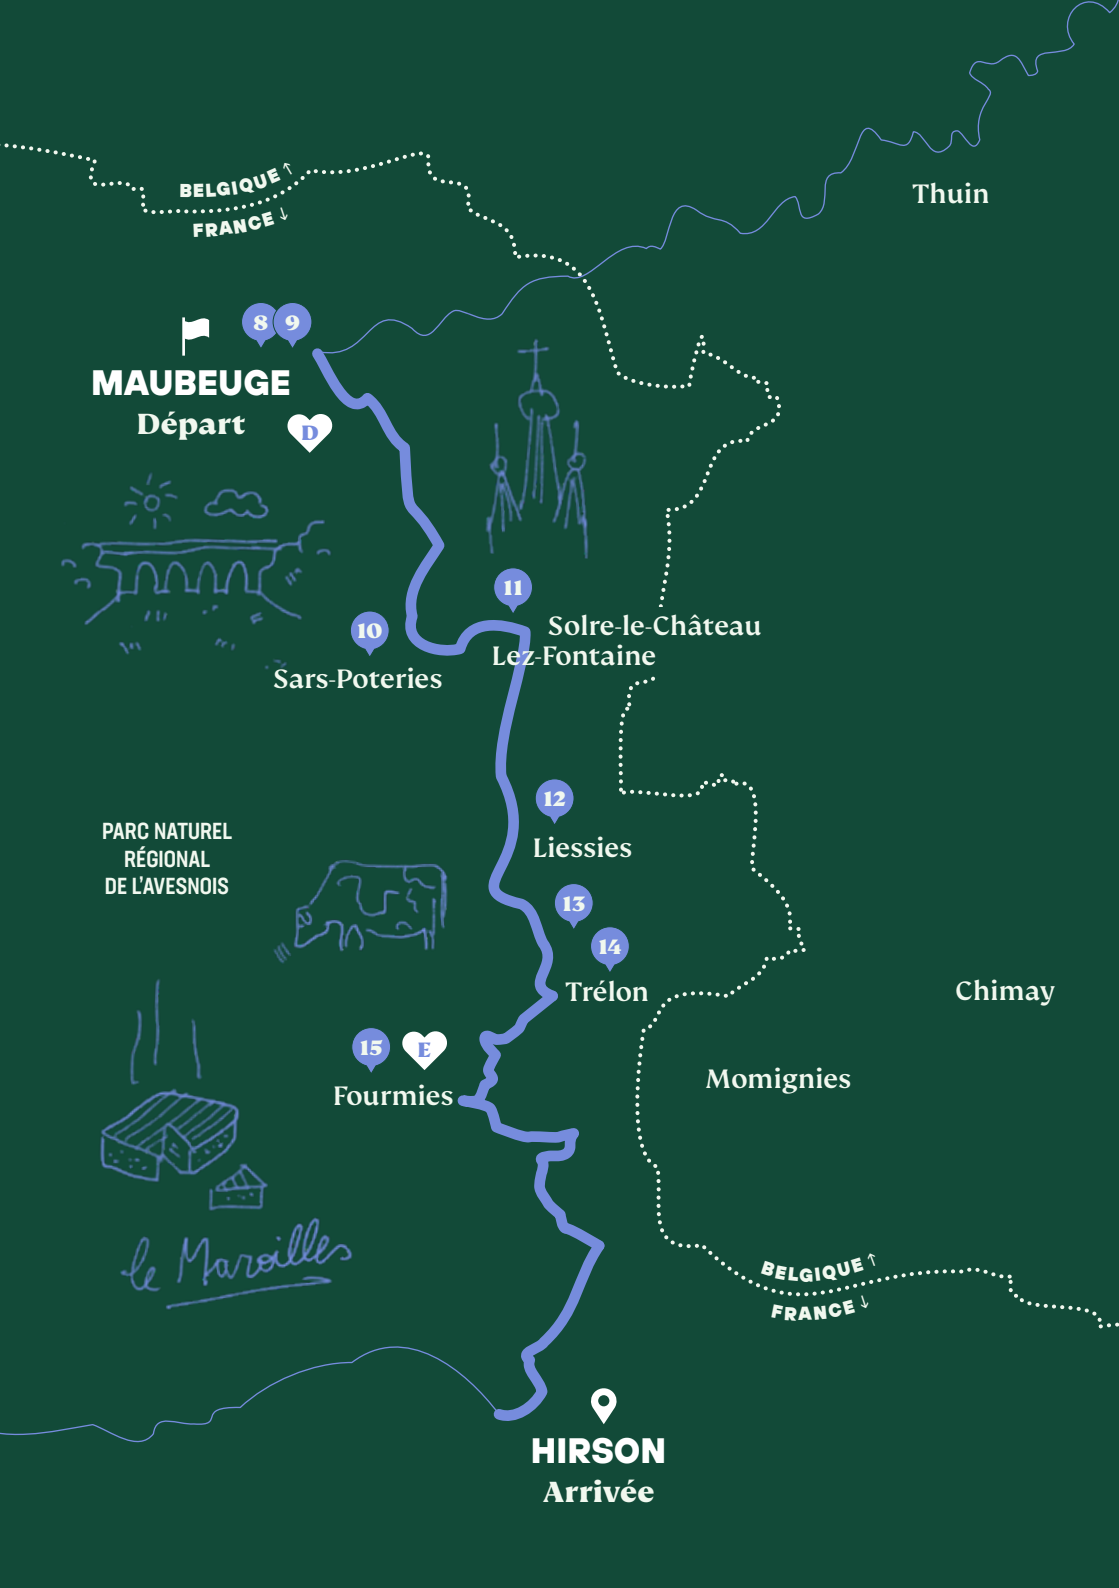 Thuin
BELGIQUE ↑
FRANCE ↓
8
9
MAUBEUGE
Départ
D
11
10
Solre-le-Château
Lez-Fontaine
Sars-Poteries
12
Liessies
PARC NATUREL
RÉGIONAL
DE L'AVESNOIS
13
14
Trélon
Chimay
15
E
Fourmies
Momignies
le Maroilles
BELGIQUE ↑
FRANCE ↓
HIRSON
Arrivée